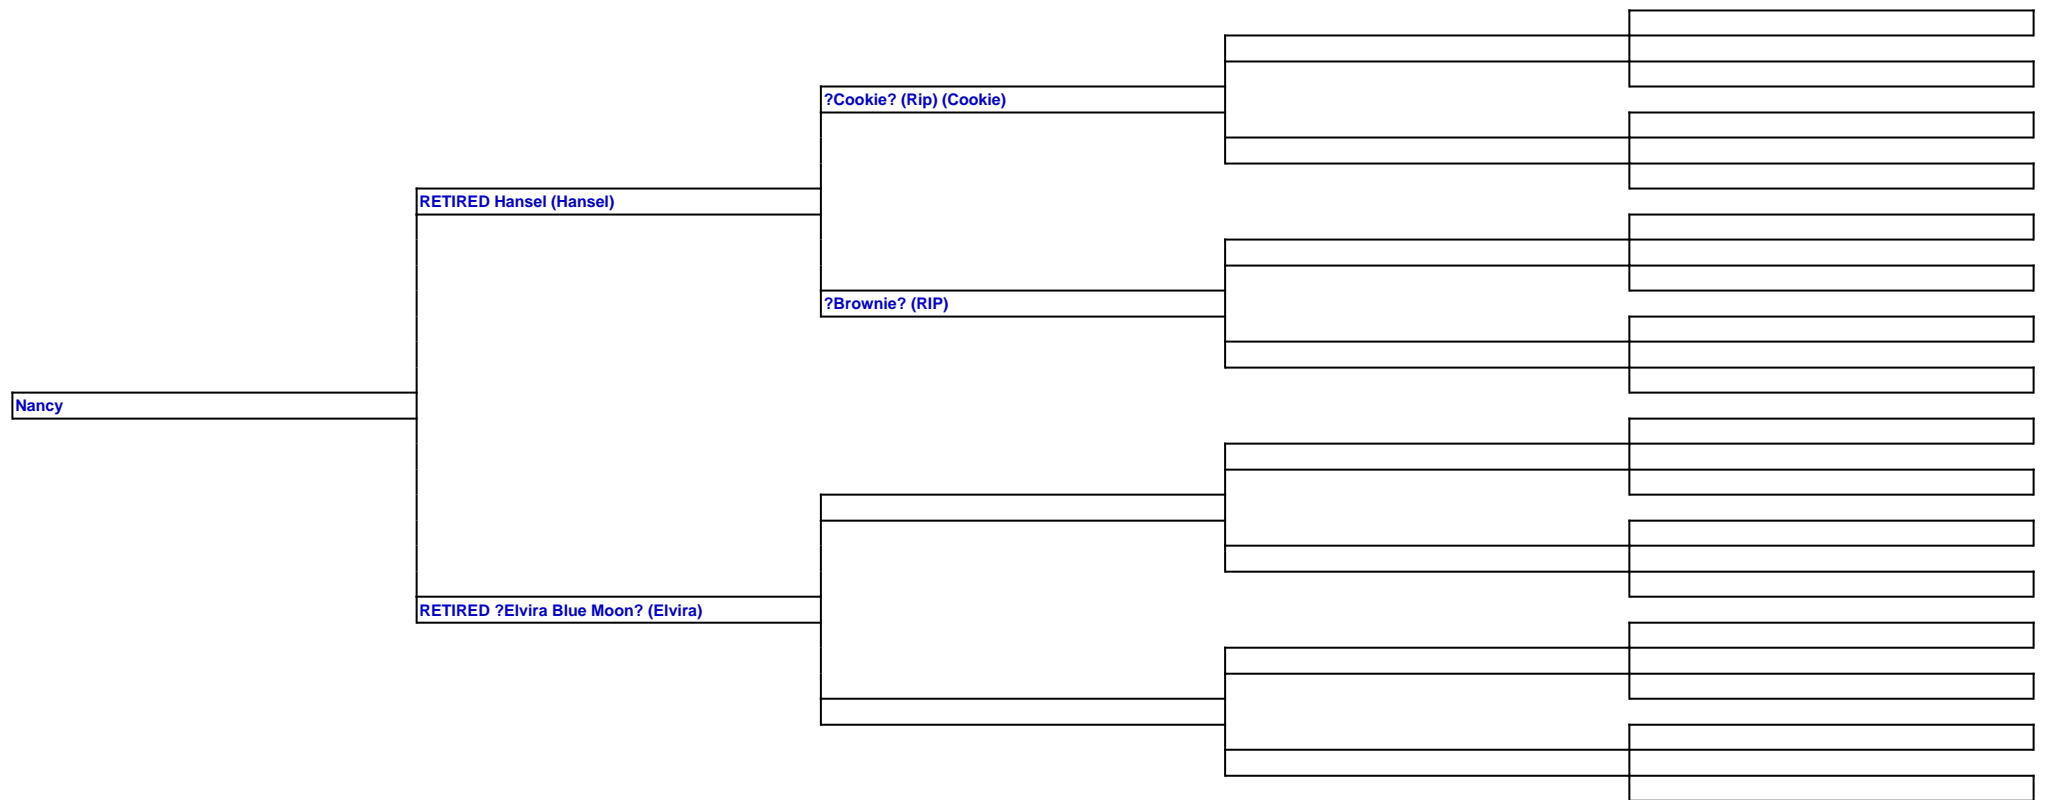 ?Cookie? (Rip) (Cookie)
RETIRED Hansel (Hansel)
?Brownie? (RIP)
Nancy
RETIRED ?Elvira Blue Moon? (Elvira)